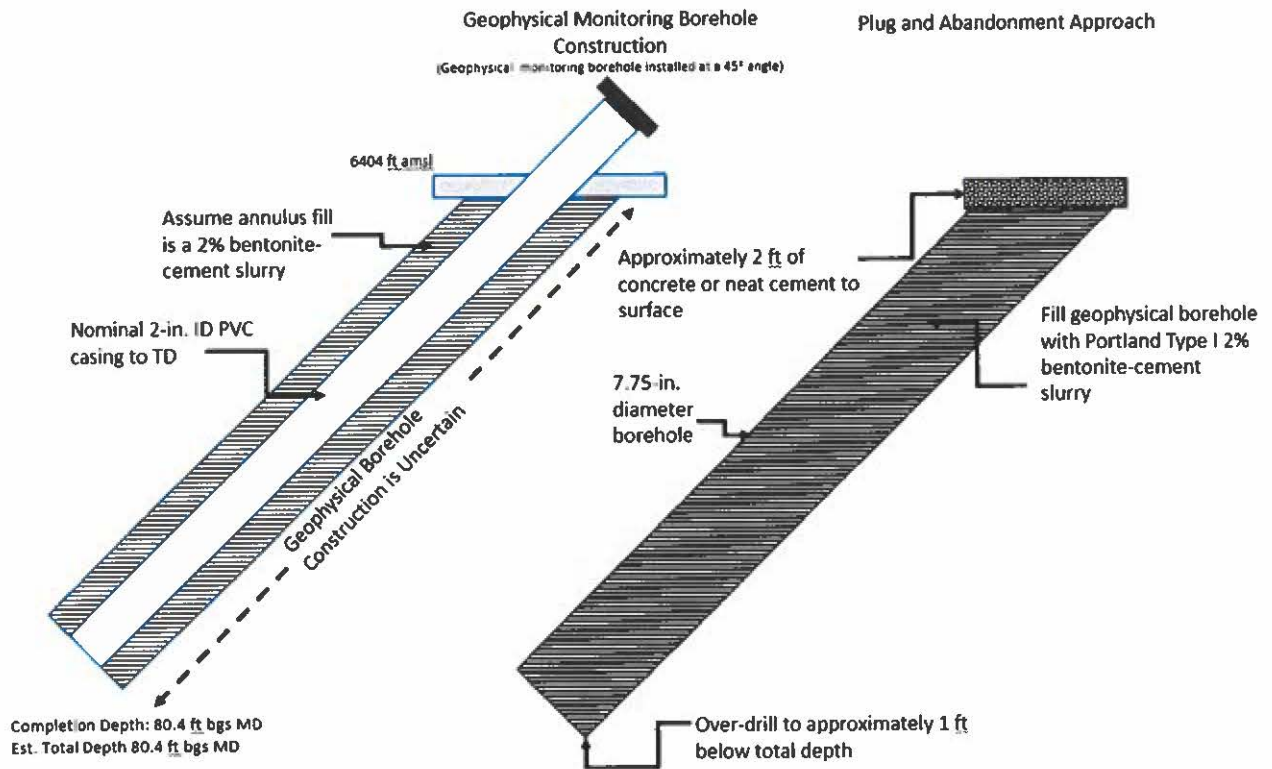 Geophysical Monitoring Borehole
Construction
(Geophysical monitoring borehole installed at a 45° angle)
Plug and Abandonment Approach
6404 ft amsl
Assume annulus fill
is a 2% bentonite-
cement slurry
Nominal 2-in. ID PVC
casing to TD
Geophysical Borehole
Construction is Uncertain
Completion Depth: 80.4 ft bgs MD
Est. Total Depth 80.4 ft bgs MD
Approximately 2 ft of
concrete or neat cement to
surface
Fill geophysical borehole
with Portland Type I 2%
bentonite-cement
slurry
7.75-in.
diameter
borehole
Over-drill to approximately 1 ft
below total depth